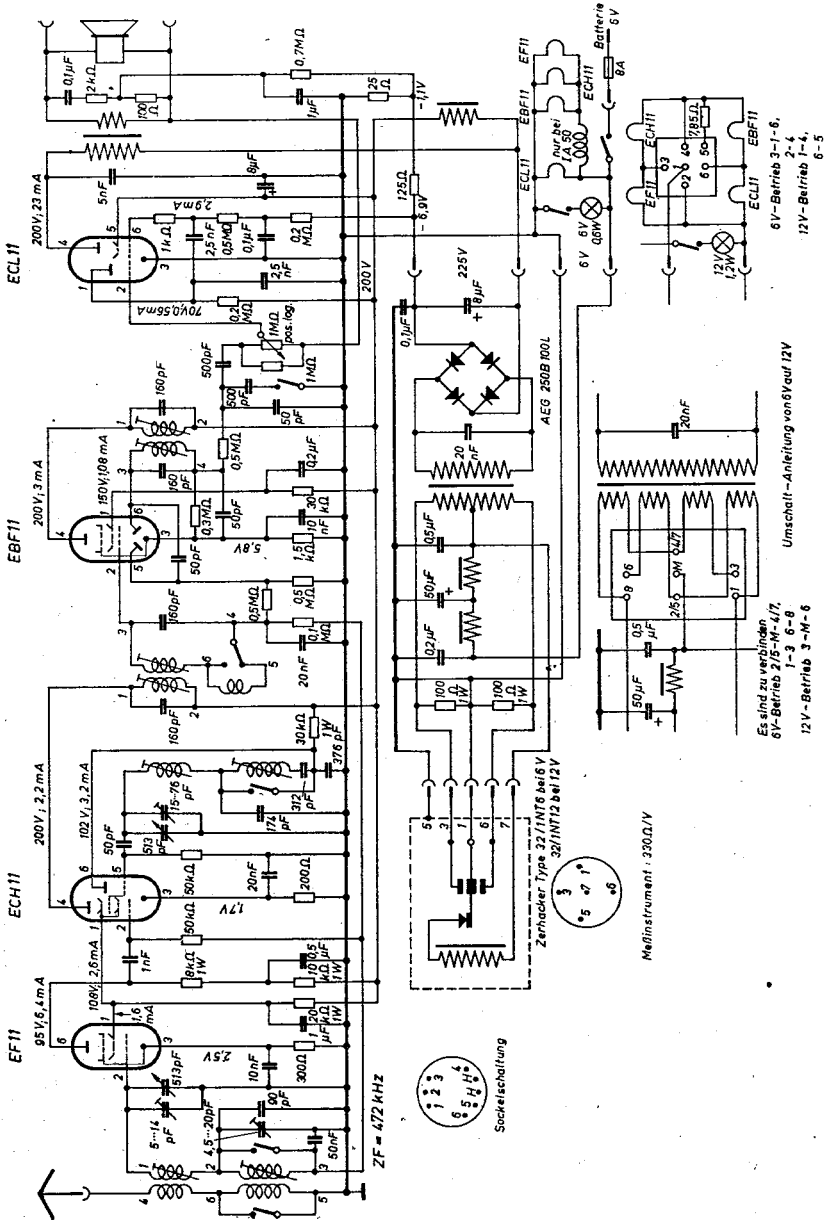 EF11
ECH11
EBF11
ECL11
95V; 6,4 mA
108V; 2,6mA
1,6 mA
200V; 2,2 mA
102V; 3,2 mA
200V; 3 mA
150V; 1,08 mA
200V; 23 mA
2,9mA
70V; 0,55mA
2,5V
1,7V
5,8V
-1,1V
-6,9V
200 V
225V
5...14 pF
513pF
4,5...20pF
90 pF
50nF
10nF
300Ω
1 µF
20 kΩ 1W
10 kΩ 1W
0,5 µF
8kΩ 1W
1nF
50kΩ
50kΩ
20nF
200Ω
50pF
513 pF
15...76 pF
174 pF
312 pF
376 pF
30kΩ 1W
160pF
160pF
20nF
0,1 MΩ
0,5MΩ
0,5 MΩ
50pF
1,5 kΩ
10 nF
30 kΩ
0,2µF
0,3MΩ
50pF
160 pF
160pF
0,5MΩ
50 pF
500 pF
500pF
1MΩ
1MΩ pos. log.
0,2 MΩ
2,5 nF
2,5nF
1kΩ
0,5MΩ
0,1µF
0,2 MΩ
5nF
8µF
0,1µF
2kΩ
100 Ω
1µF
0,7MΩ
25 Ω
125Ω
ZF = 472 kHz
Sockelschaltung
Zerhacker Type 32/1NT6 bei 6V
32/1NT12 bei 12V
Meßinstrument : 330Ω/V
100 Ω 1W
100 Ω 1W
0,2µF
50µF
0,5µF
20 nF
AEG 250B 100L
0,1µF
8µF
6V
6V 0,6W
ECL11
EBF11
ECH11
EF11
nur bei IA 50
Batterie 6V
8A
50µF
0,5 µF
20nF
Es sind zu verbinden
6V-Betrieb 2/5-M-4/7,
1-3 6-8
12V-Betrieb 3-M-6
Umschalt-Anleitung von 6V auf 12V
12V 1,2W
EF11
ECH11
7,85Ω
ECL11
EBF11
6V-Betrieb 3-1-6,
2-4
12V-Betrieb 1-4,
6-5